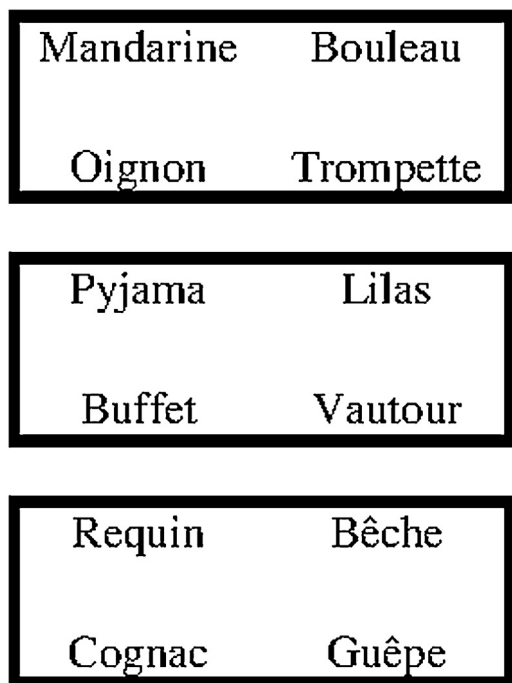 Mandarine Bouleau
Oignon Trompette
Pyjama Lilas
Buffet Vautour
Requin Bêche
Cognac Guêpe